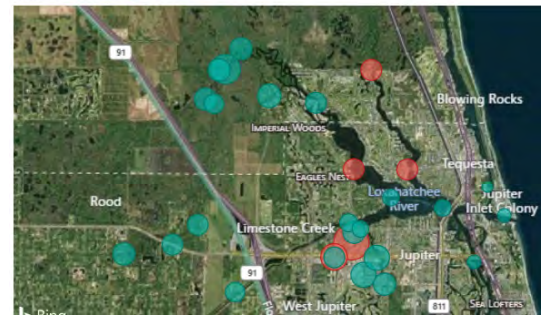 91
Blowing Rocks
IMPERIAL WOODS
EAGLES NEST
Tequesta
Rood
Loxahatchee
River
Jupiter
Inlet Colony
Limestone Creek
Jupiter
91
West Jupiter
811
SEA LOFTERS
Bing